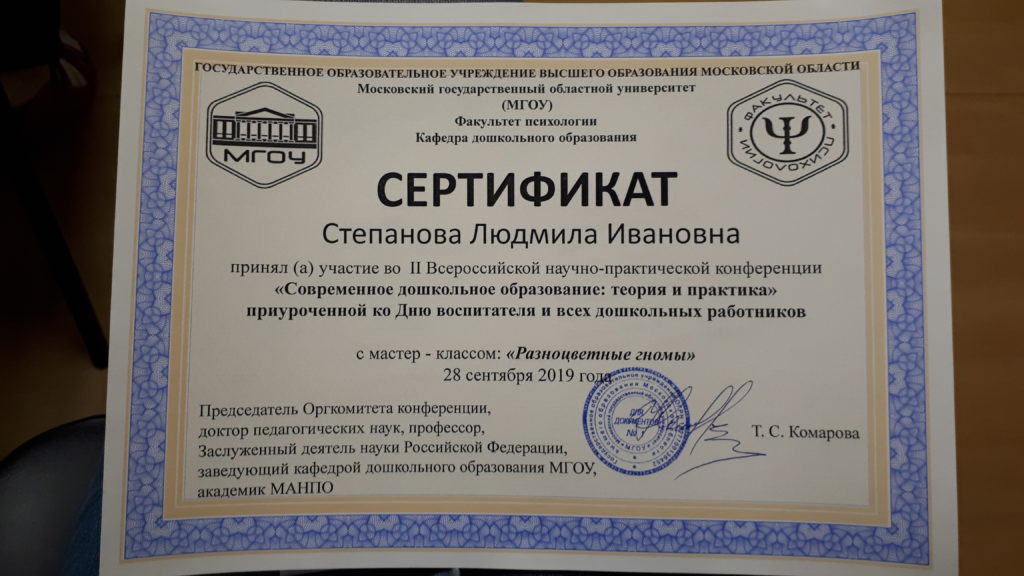 ГОСУДАРСТВЕННОЕ ОБРАЗОВАТЕЛЬНОЕ УЧРЕЖДЕНИЕ ВЫСШЕГО ОБРАЗОВАНИЯ МОСКОВСКОЙ ОБЛАСТИ
Московский государственный областной университет
(МГОУ)
Факультет психологии
Кафедра дошкольного образования
МГОУ
ФАКУЛЬТЕТ ПСИХОЛОГИИ
СЕРТИФИКАТ
Степанова Людмила Ивановна
принял (а) участие во II Всероссийской научно-практической конференции
«Современное дошкольное образование: теория и практика»
приуроченной ко Дню воспитателя и всех дошкольных работников
с мастер - классом: «Разноцветные гномы»
28 сентября 2019 года
Председатель Оргкомитета конференции,
доктор педагогических наук, профессор,
Заслуженный деятель науки Российской Федерации,
заведующий кафедрой дошкольного образования МГОУ,
академик МАНПО
ДЛЯ
ДОКУМЕНТОВ
№
Т. С. Комарова